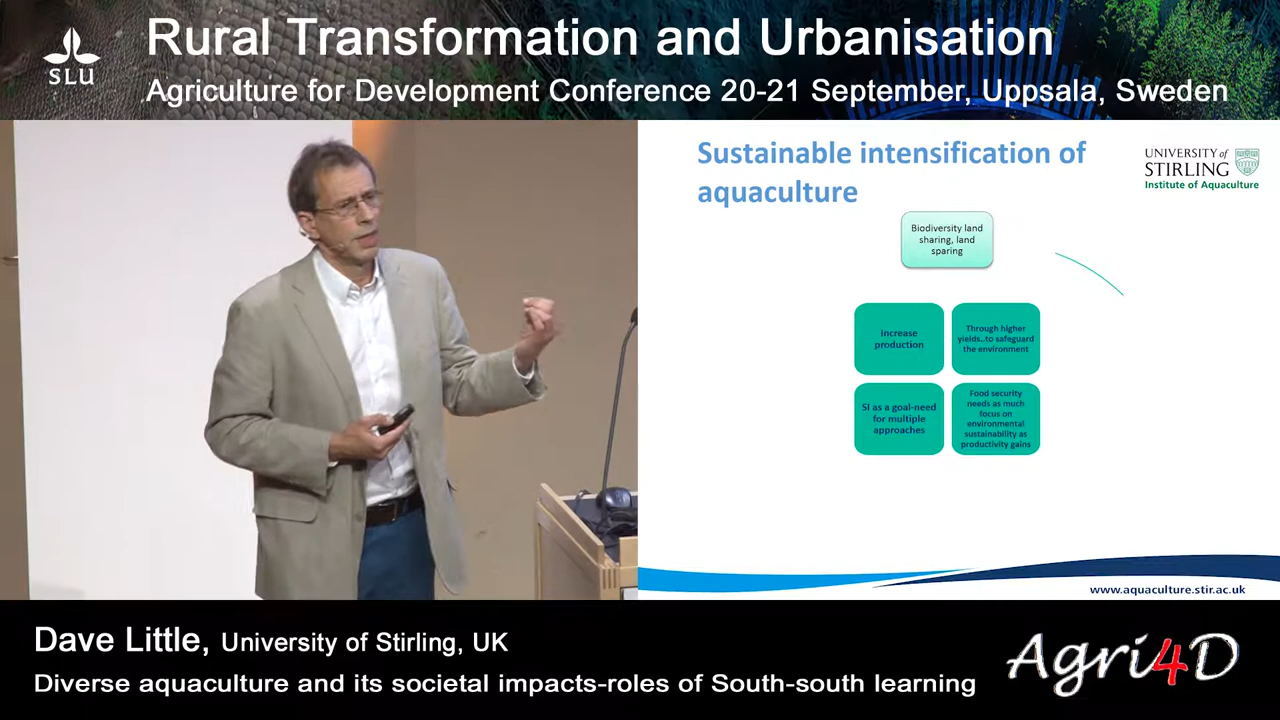 SLU
Rural Transformation and Urbanisation
Agriculture for Development Conference 20-21 September, Uppsala, Sweden
Sustainable intensification of
aquaculture
UNIVERSITY of
STIRLING
Institute of Aquaculture
Biodiversity land
sharing, land
sparing
Increase
production
Through higher
yields..to safeguard
the environment
SI as a goal-need
for multiple
approaches
Food security
needs as much
focus on
environmental
sustainability as
productivity gains
www.aquaculture.stir.ac.uk
Dave Little, University of Stirling, UK
Diverse aquaculture and its societal impacts-roles of South-south learning
Agri4D